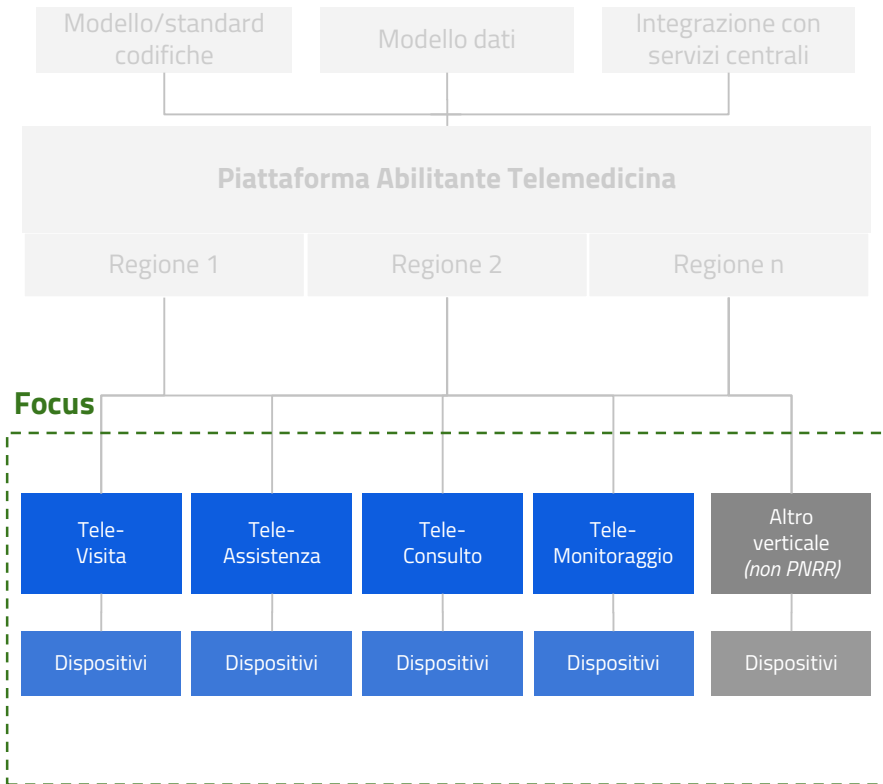 Modello/standard
codifiche
Modello dati
Integrazione con
servizi centrali
Piattaforma Abilitante Telemedicina
Regione 1
Regione 2
Regione n
Focus
Tele-
Visita
Tele-
Assistenza
Tele-
Consulto
Tele-
Monitoraggio
Altro
verticale
(non PNRR)
Dispositivi
Dispositivi
Dispositivi
Dispositivi
Dispositivi